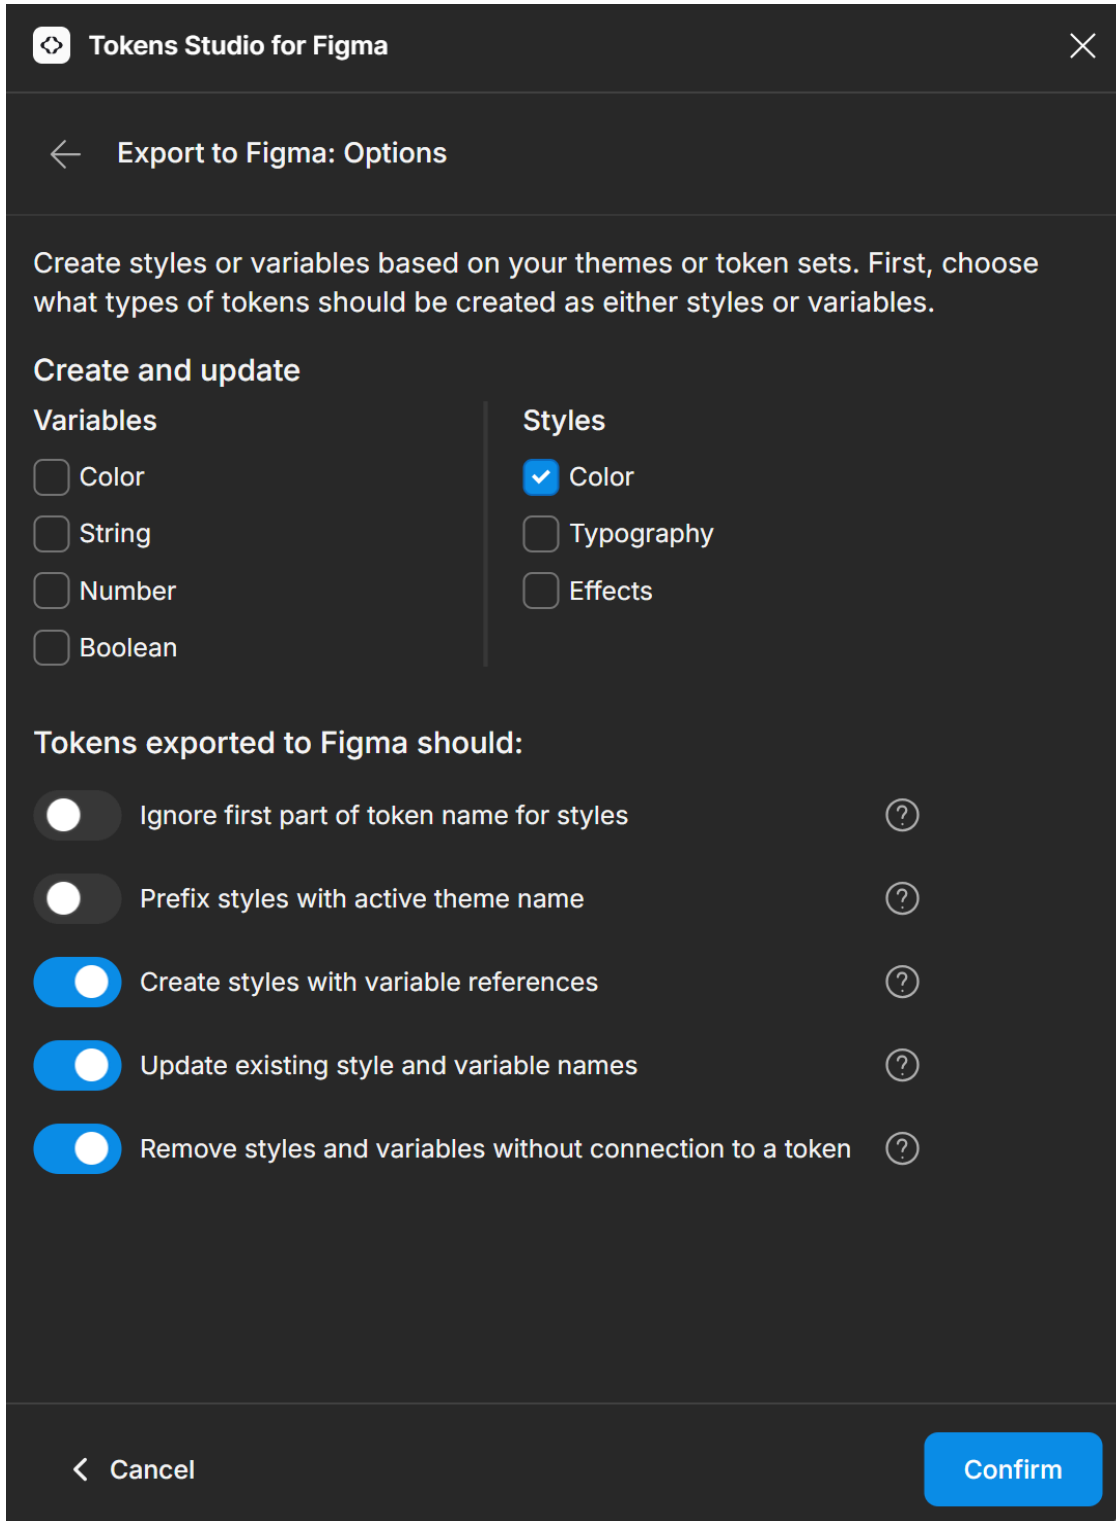 Tokens Studio for Figma
Export to Figma: Options
Create styles or variables based on your themes or token sets. First, choose
what types of tokens should be created as either styles or variables.
Create and update
Variables
Color
String
Number
Boolean
Styles
Color
Typography
Effects
Tokens exported to Figma should:
Ignore first part of token name for styles
Prefix styles with active theme name
Create styles with variable references
Update existing style and variable names
Remove styles and variables without connection to a token
Cancel
Confirm